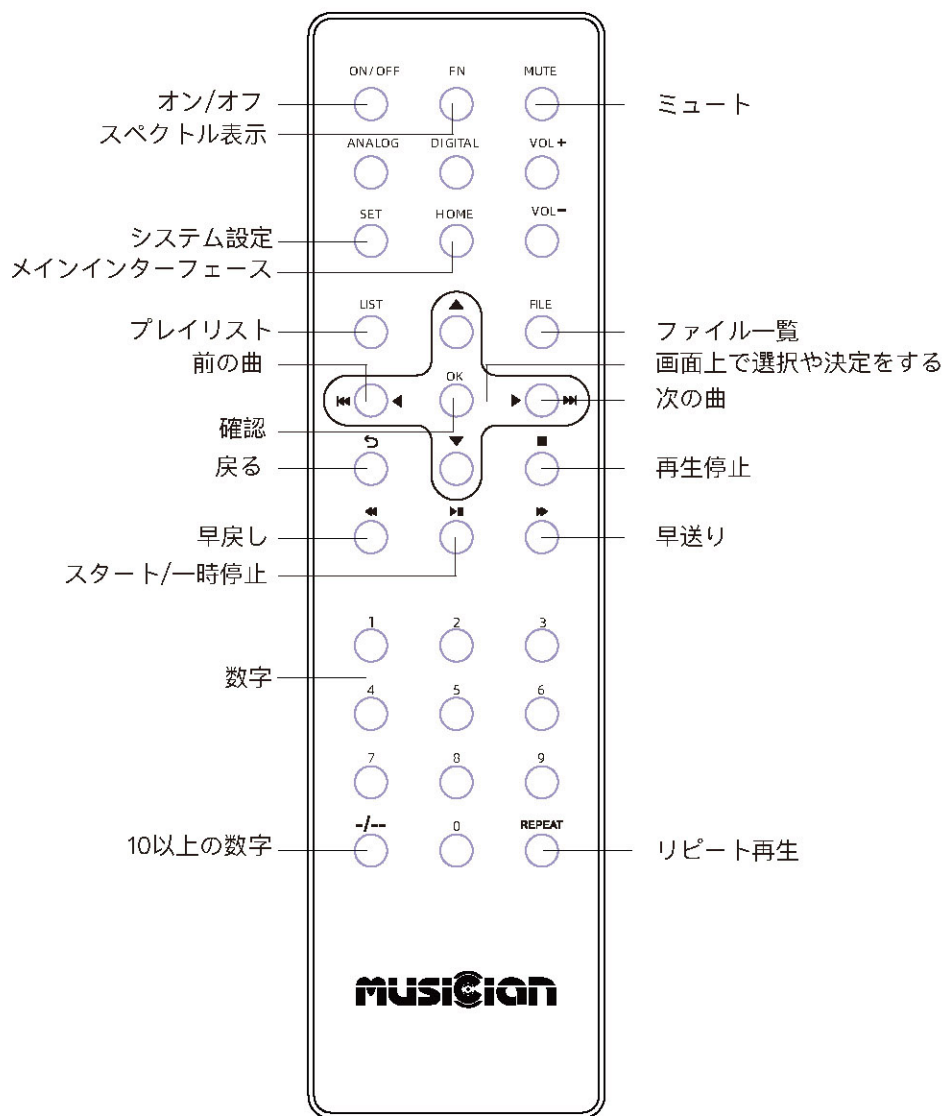 ON/OFF FN MUTE
オン/オフ ミュート
スペクトル表示
ANALOG DIGITAL VOL+
SET HOME VOL-
システム設定
メインインターフェース
LIST FILE
プレイリスト ファイル一覧
前の曲 画面上で選択や決定をする
OK
次の曲
確認
戻る 再生停止
早戻し 早送り
スタート/一時停止
1 2 3
数字
4 5 6
7 8 9
-/-- 0 REPEAT
10以上の数字 リピート再生
musician